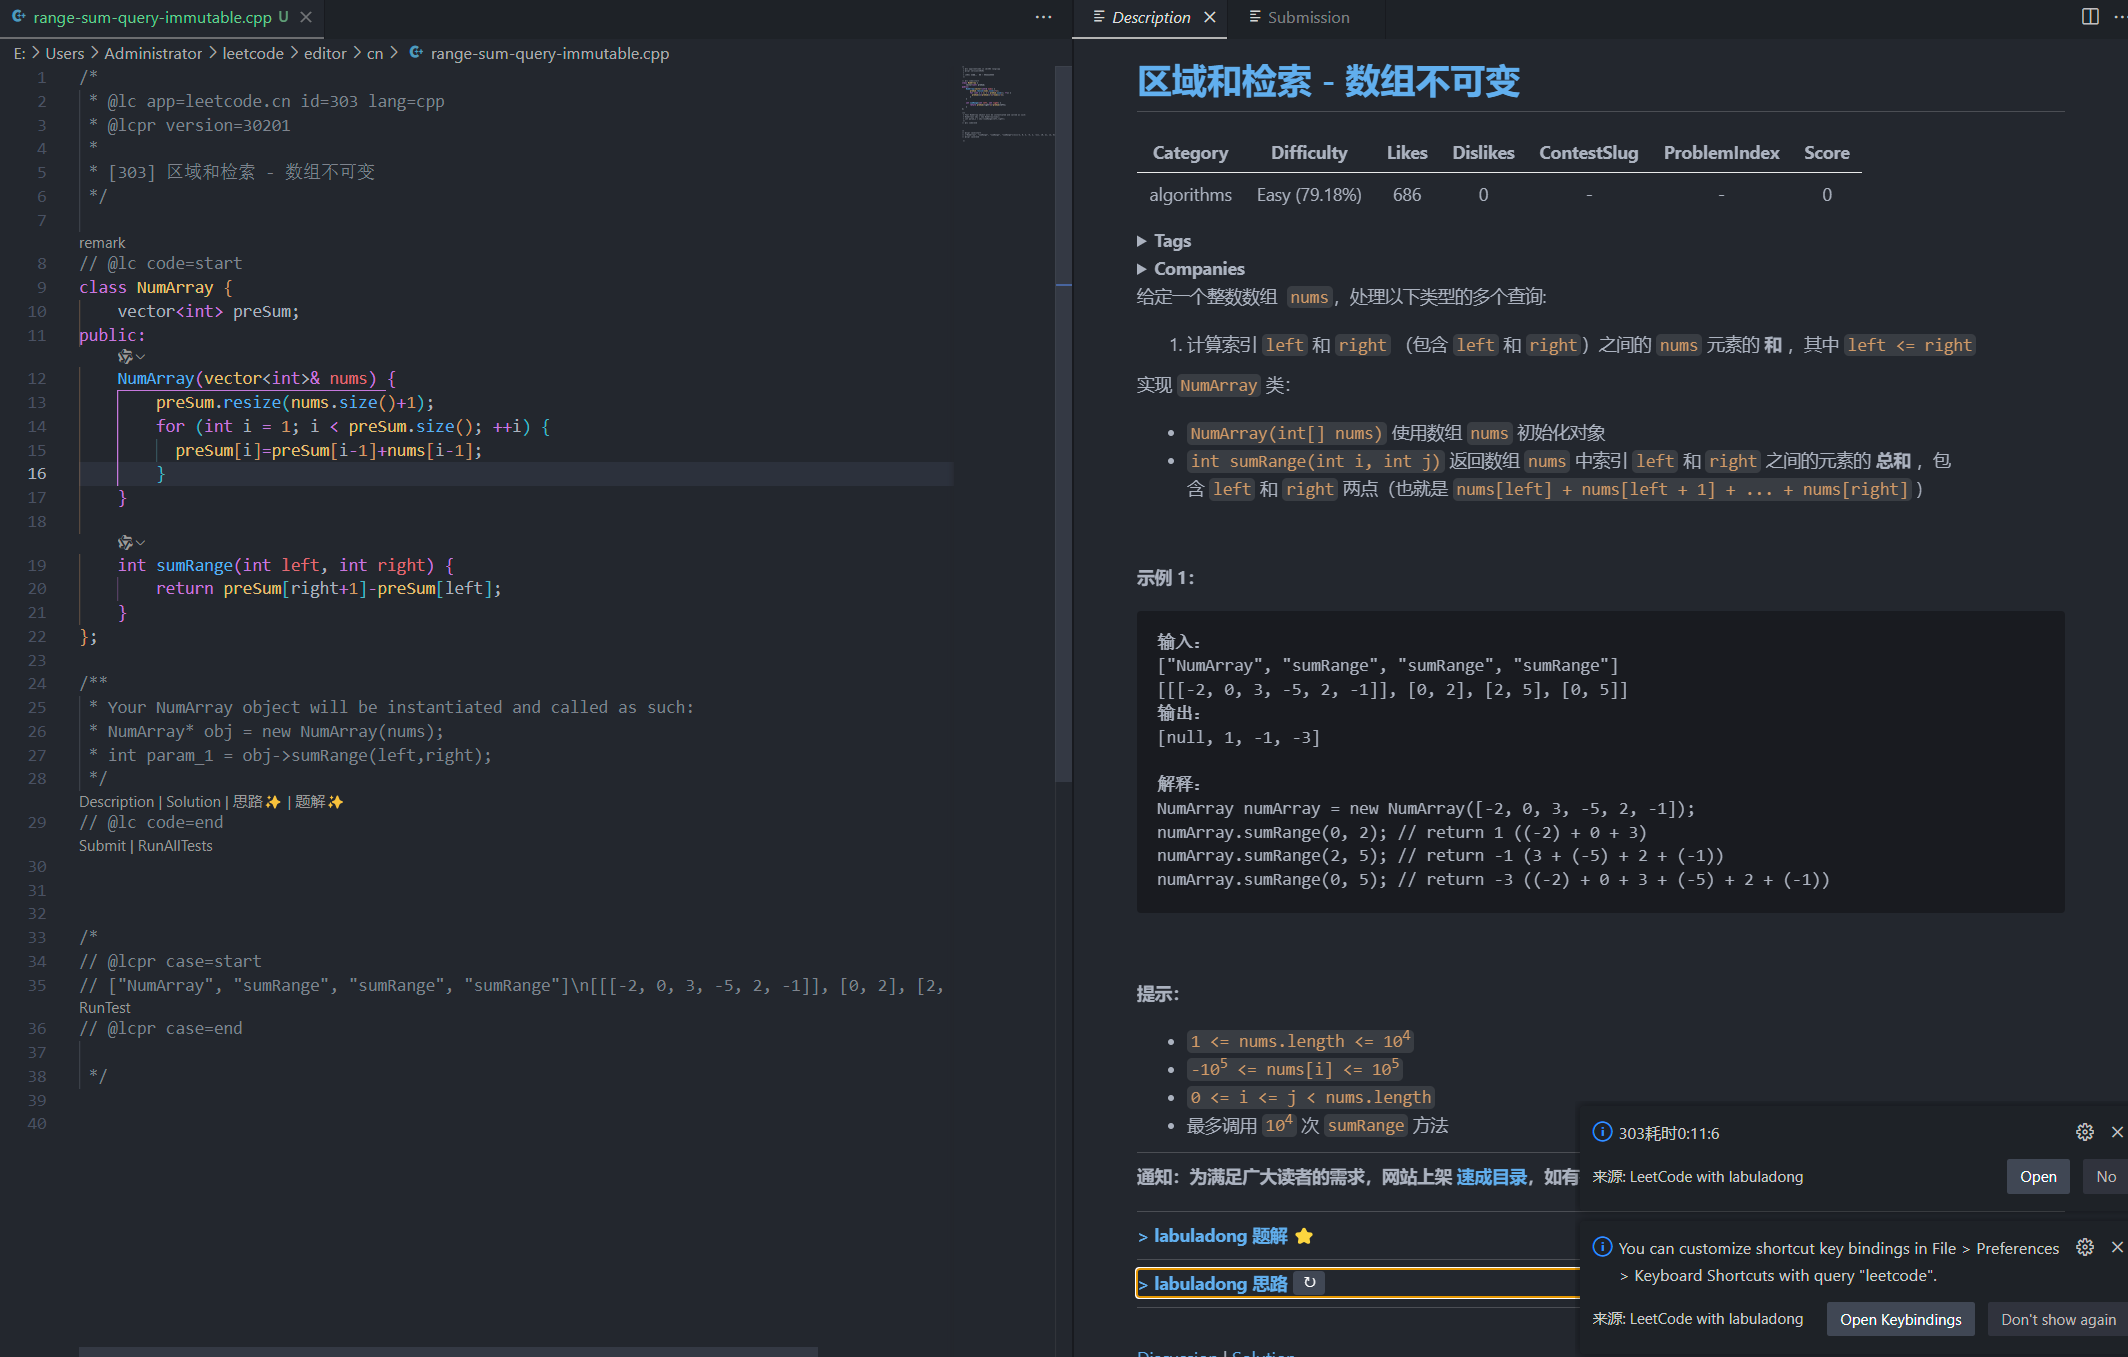 range-sum-query-immutable.cpp U
E: > Users > Administrator > leetcode > editor > cn > range-sum-query-immutable.cpp
1 /*
2 * @lc app=leetcode.cn id=303 lang=cpp
3 * @lcpr version=30201
4 *
5 * [303] 区域和检索 - 数组不可变
6 */
7
remark
8 // @lc code=start
9 class NumArray {
10 vector<int> preSum;
11 public:
12 NumArray(vector<int>& nums) {
13 preSum.resize(nums.size()+1);
14 for (int i = 1; i < preSum.size(); ++i) {
15 preSum[i]=preSum[i-1]+nums[i-1];
16 }
17 }
18
19 int sumRange(int left, int right) {
20 return preSum[right+1]-preSum[left];
21 }
22 };
23
24 /**
25 * Your NumArray object will be instantiated and called as such:
26 * NumArray* obj = new NumArray(nums);
27 * int param_1 = obj->sumRange(left,right);
28 */
Description | Solution | 思路✨ | 题解✨
29 // @lc code=end
Submit | RunAllTests
30
31
32
33 /*
34 // @lcpr case=start
35 // ["NumArray", "sumRange", "sumRange", "sumRange"]\n[[[-2, 0, 3, -5, 2, -1]], [0, 2], [2,
RunTest
36 // @lcpr case=end
37
38 */
39
40
Description
Submission
区域和检索 - 数组不可变
Category Difficulty Likes Dislikes ContestSlug ProblemIndex Score
algorithms Easy (79.18%) 686 0 - - 0
▶ Tags
▶ Companies
给定一个整数数组 nums，处理以下类型的多个查询:
1. 计算索引 left 和 right （包含 left 和 right）之间的 nums 元素的 和 ，其中 left <= right
实现 NumArray 类：
• NumArray(int[] nums) 使用数组 nums 初始化对象
• int sumRange(int i, int j) 返回数组 nums 中索引 left 和 right 之间的元素的 总和 ，包
含 left 和 right 两点（也就是 nums[left] + nums[left + 1] + ... + nums[right] )
示例 1：
输入：
["NumArray", "sumRange", "sumRange", "sumRange"]
[[[-2, 0, 3, -5, 2, -1]], [0, 2], [2, 5], [0, 5]]
输出：
[null, 1, -1, -3]
解释：
NumArray numArray = new NumArray([-2, 0, 3, -5, 2, -1]);
numArray.sumRange(0, 2); // return 1 ((-2) + 0 + 3)
numArray.sumRange(2, 5); // return -1 (3 + (-5) + 2 + (-1))
numArray.sumRange(0, 5); // return -3 ((-2) + 0 + 3 + (-5) + 2 + (-1))
提示：
• 1 <= nums.length <= 10⁴
• -10⁵ <= nums[i] <= 10⁵
• 0 <= i <= j < nums.length
• 最多调用 10⁴ 次 sumRange 方法
通知：为满足广大读者的需求，网站上架 速成目录，如有
> labuladong 题解 ⭐
> labuladong 思路 ↻
Discussion | Solution
303耗时0:11:6
来源: LeetCode with labuladong
Open
No
You can customize shortcut key bindings in File > Preferences
> Keyboard Shortcuts with query "leetcode".
来源: LeetCode with labuladong
Open Keybindings
Don't show again